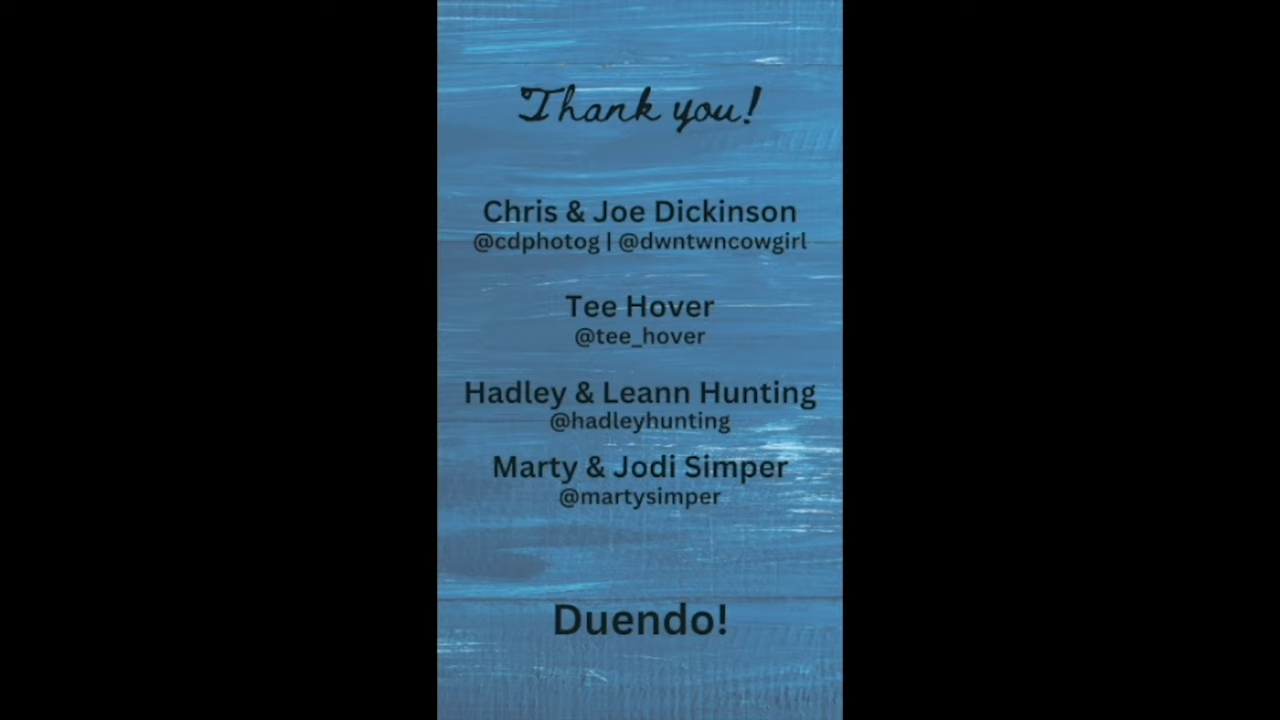 Thank you!
Chris & Joe Dickinson
@cdphotog | @dwntwncowgirl
Tee Hover
@tee_hover
Hadley & Leann Hunting
@hadleyhunting
Marty & Jodi Simper
@martysimper
Duendo!